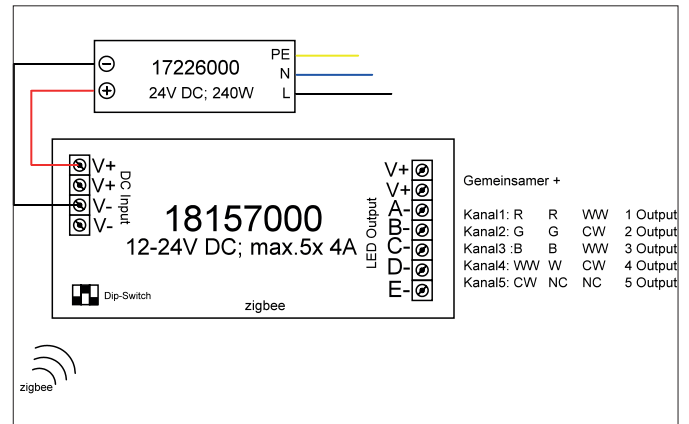 17226000
24V DC; 240W
PE
N
L
V+
V+
V-
V-
DC Input
18157000
12-24V DC; max.5x 4A
LED Output
V+
V+
A-
B-
C-
D-
E-
Dip-Switch
zigbee
zigbee
Gemeinsamer +
Kanal1: R R WW 1 Output
Kanal2: G G CW 2 Output
Kanal3 :B B WW 3 Output
Kanal4: WW W CW 4 Output
Kanal5: CW NC NC 5 Output